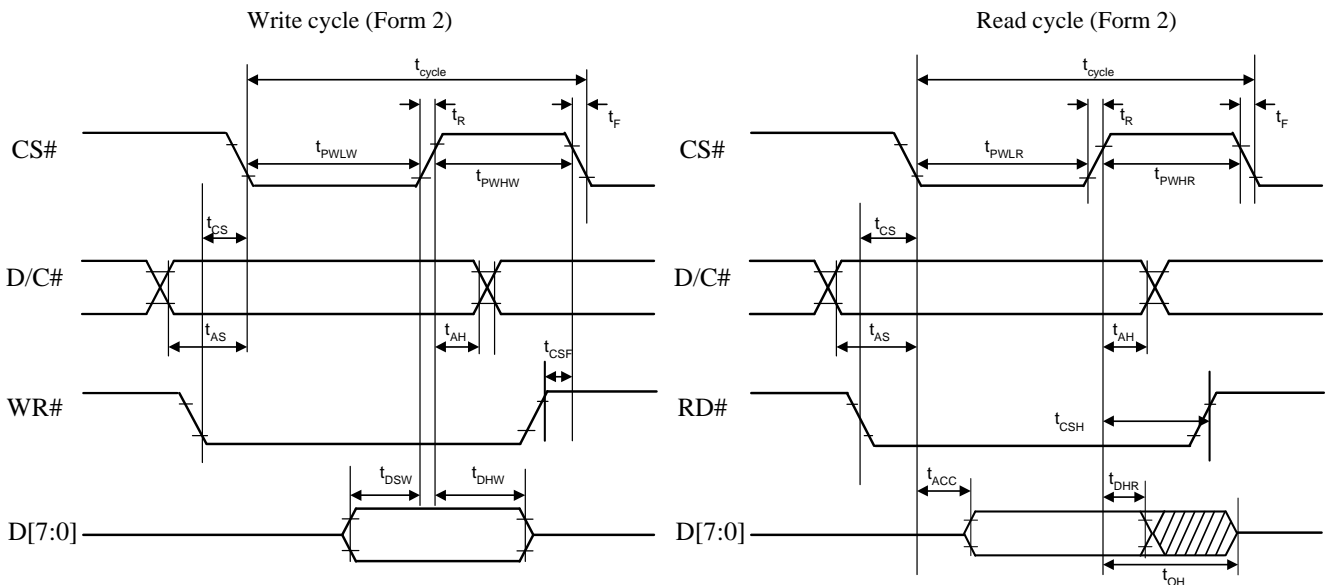 Write cycle (Form 2)
Read cycle (Form 2)
tcycle
tR
tF
CS#
tPWLW
tPWHW
tCS
D/C#
tAS
tAH
tCSF
WR#
tDSW
tDHW
D[7:0]
tcycle
tR
tF
CS#
tPWLR
tPWHR
tCS
D/C#
tAS
tAH
RD#
tCSH
tACC
tDHR
D[7:0]
tOH